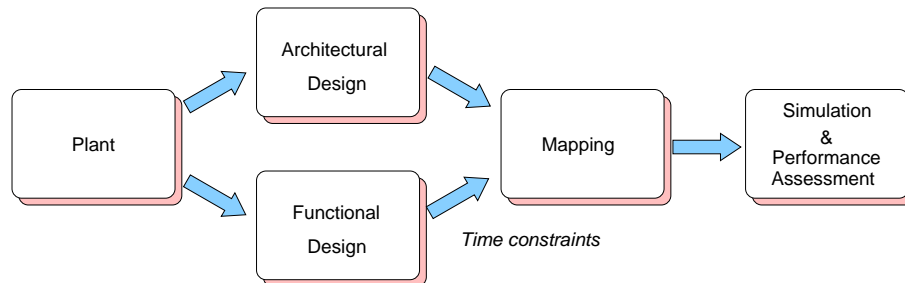 Plant
Architectural
Design
Functional
Design
Time constraints
Mapping
Simulation
&
Performance
Assessment